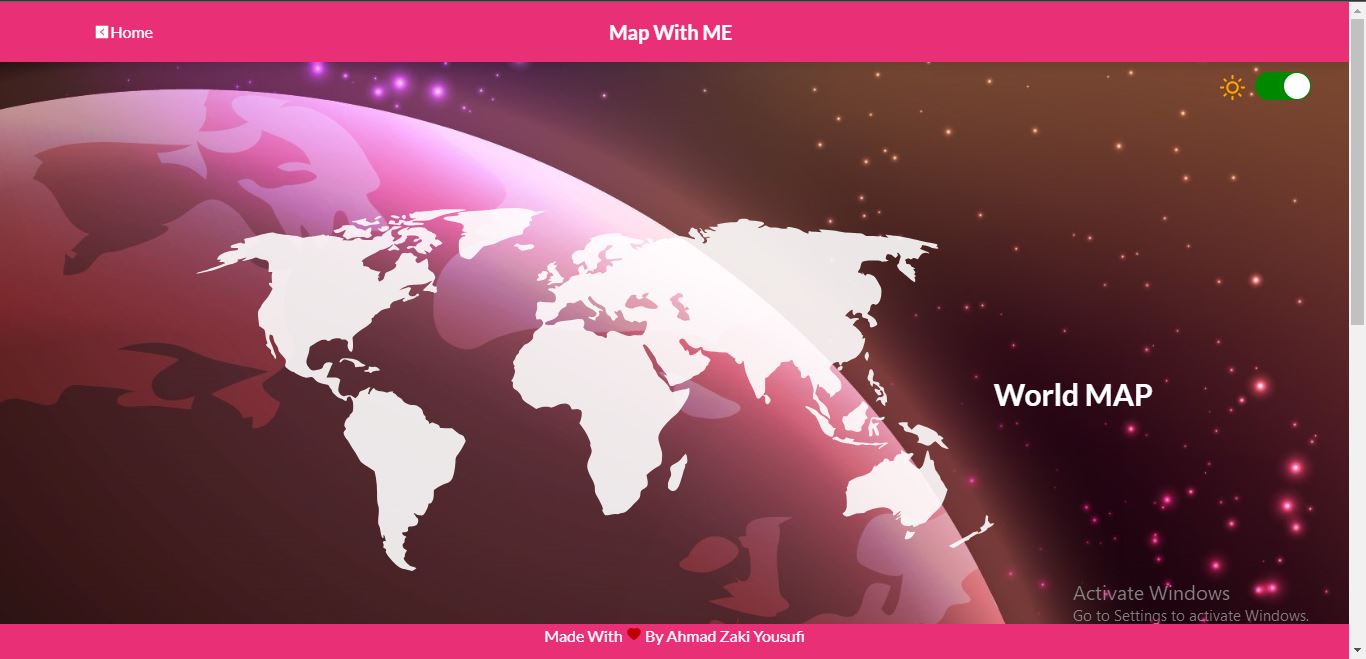 Home
Map With ME
World MAP
Activate Windows
Go to Settings to activate Windows.
Made With ❤ By Ahmad Zaki Yousufi